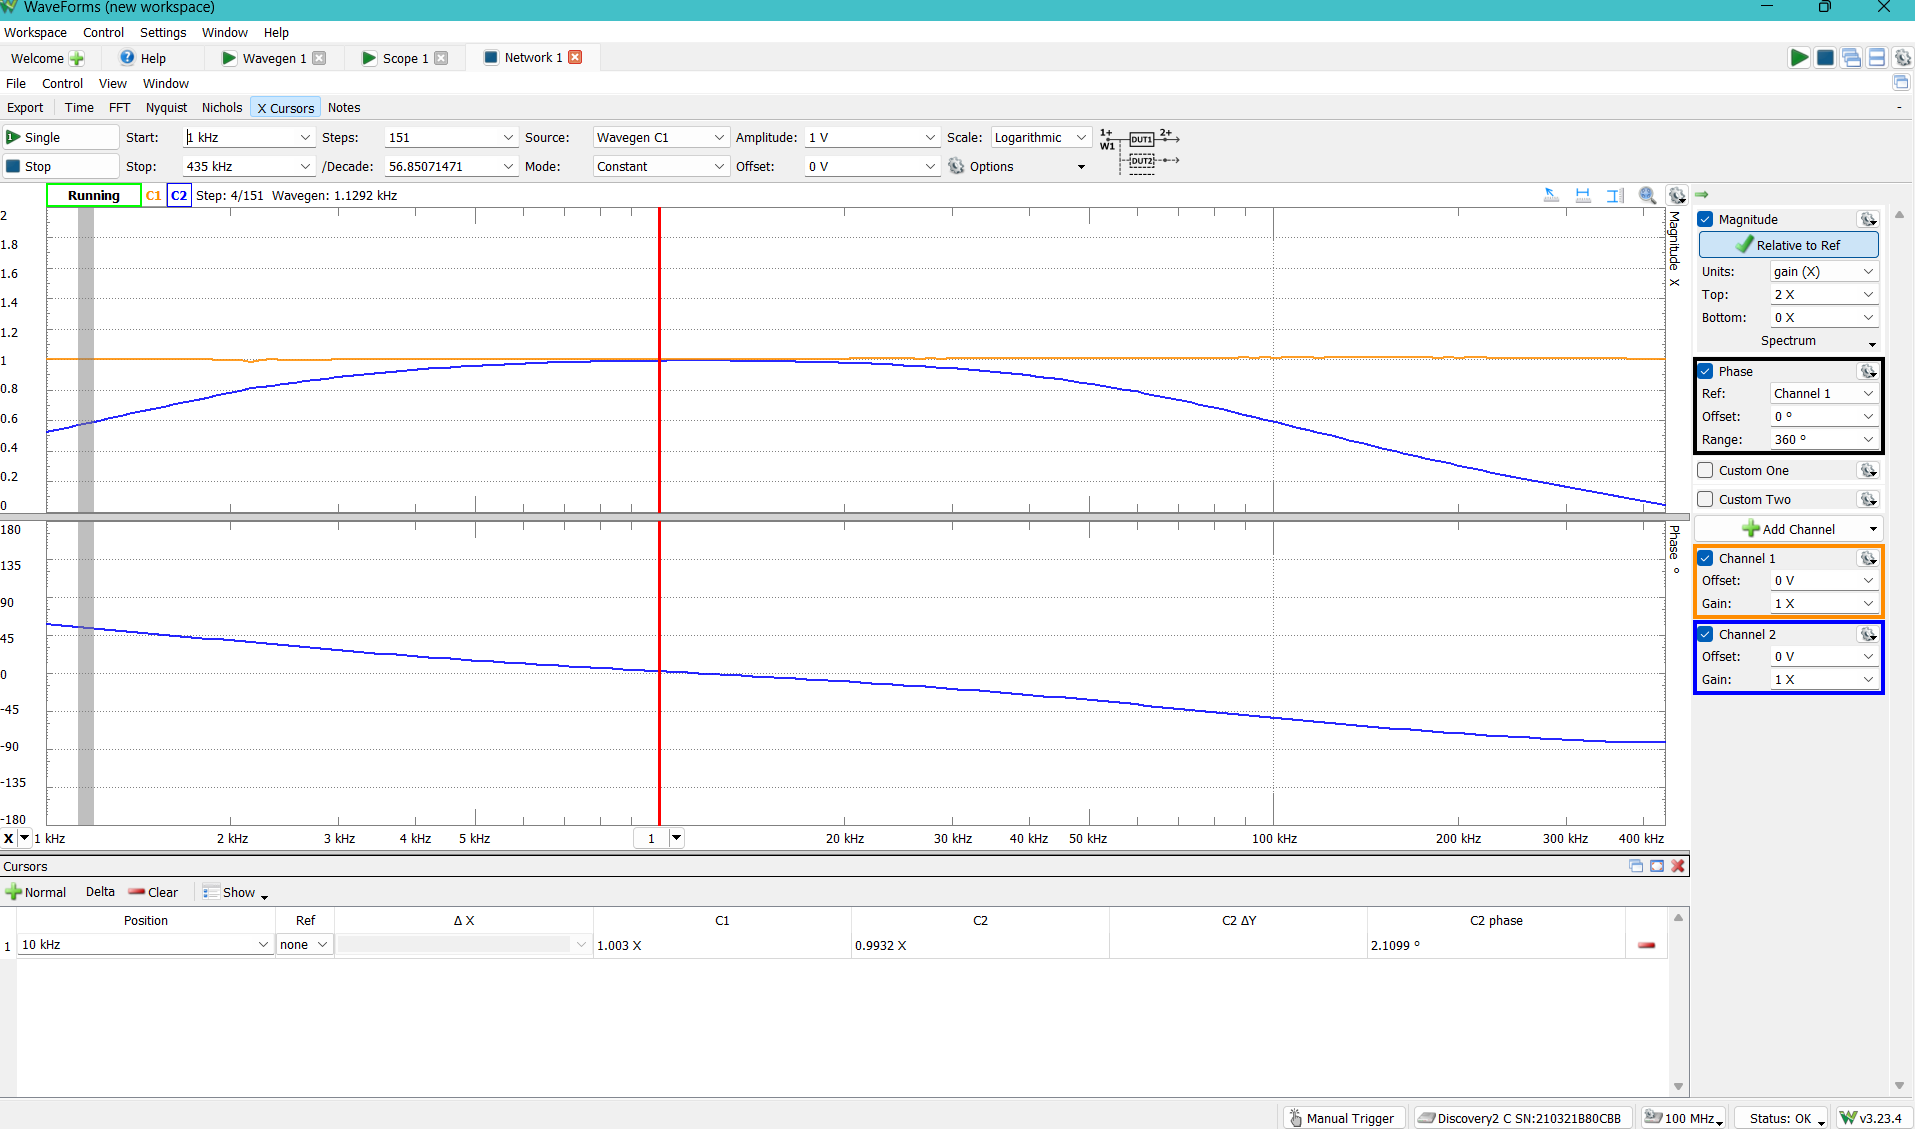 WaveForms (new workspace)
Workspace Control Settings Window Help
Welcome Help Wavegen 1 Scope 1 Network 1
File Control View Window
Export Time FFT Nyquist Nichols X Cursors Notes -
Single Start: 1 kHz Steps: 151 Source: Wavegen C1 Amplitude: 1 V Scale: Logarithmic 1+ W1 DUT1 2+
Stop Stop: 435 kHz /Decade: 56.85071471 Mode: Constant Offset: 0 V Options DUT2
Running C1 C2 Step: 4/151 Wavegen: 1.1292 kHz
2
1.8
1.6
1.4
1.2
1
0.8
0.6
0.4
0.2
0
Magnitude X
180
135
90
45
0
-45
-90
-135
-180
Phase °
X 1 kHz 2 kHz 3 kHz 4 kHz 5 kHz 1 20 kHz 30 kHz 40 kHz 50 kHz 100 kHz 200 kHz 300 kHz 400 kHz
Magnitude
Relative to Ref
Units: gain (X)
Top: 2 X
Bottom: 0 X
Spectrum
Phase
Ref: Channel 1
Offset: 0 °
Range: 360 °
Custom One
Custom Two
Add Channel
Channel 1
Offset: 0 V
Gain: 1 X
Channel 2
Offset: 0 V
Gain: 1 X
Cursors
Normal Delta Clear Show
Position Ref Δ X C1 C2 C2 ΔY C2 phase
1 10 kHz none 1.003 X 0.9932 X 2.1099 °
Manual Trigger Discovery2 C SN:210321B80CBB 100 MHz Status: OK v3.23.4